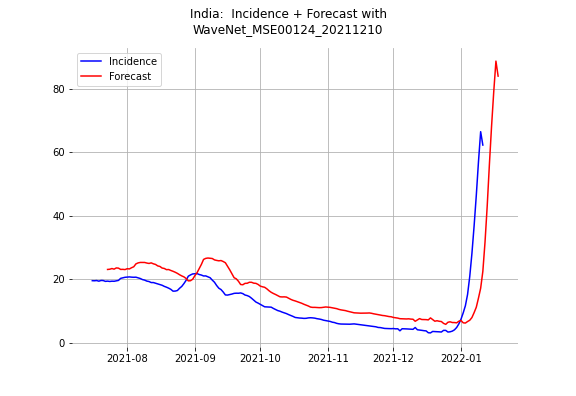 India:  Incidence + Forecast with
WaveNet_MSE00124_20211210
Incidence
Forecast
80
60
40
20
0
2021-08 2021-09 2021-10 2021-11 2021-12 2022-01